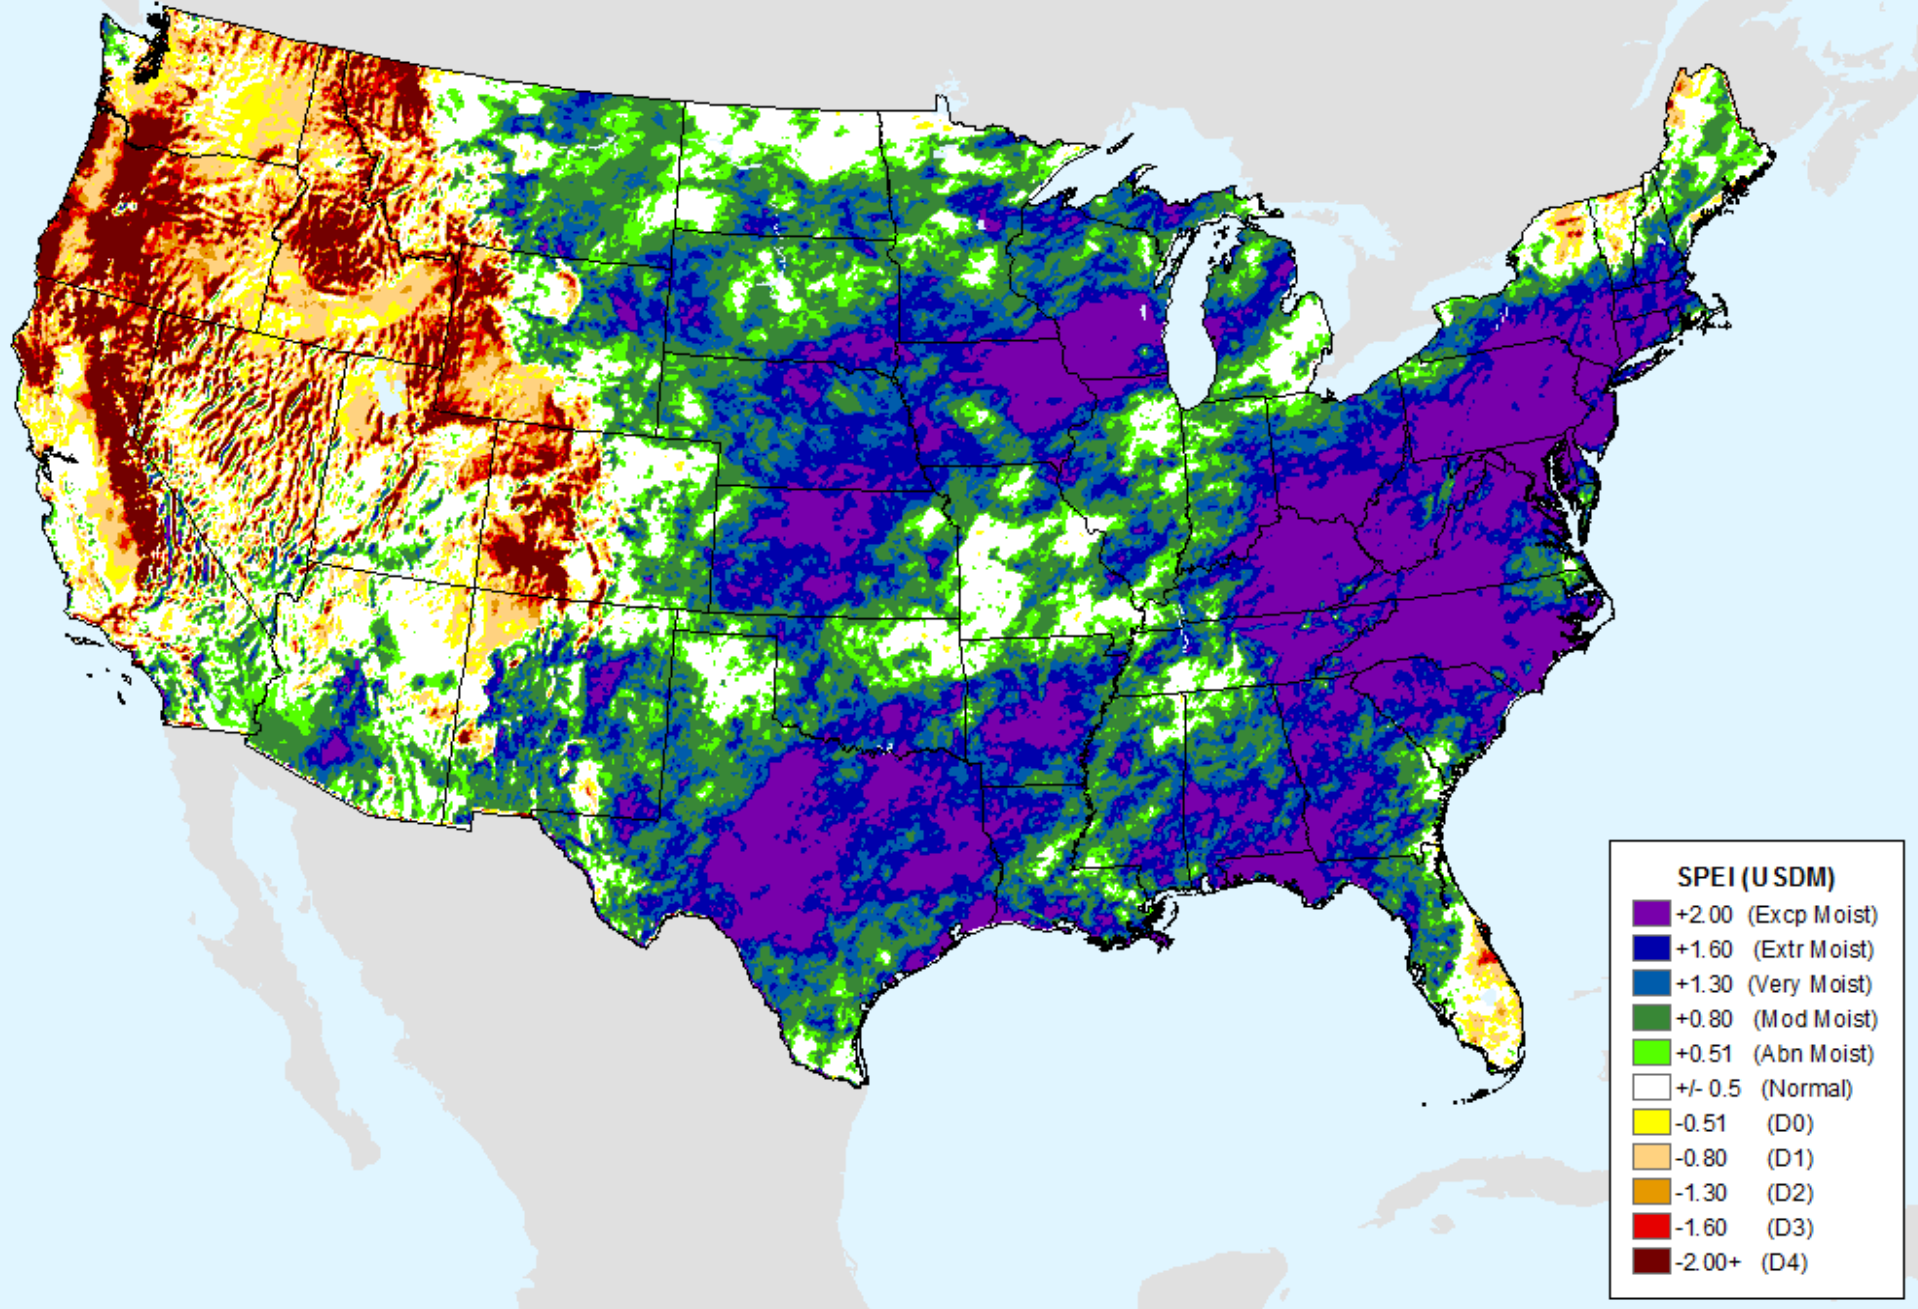 SPEI (USDM)
+2.00 (Excp Moist)
+1.60 (Extr Moist)
+1.30 (Very Moist)
+0.80 (Mod Moist)
+0.51 (Abn Moist)
+/- 0.5 (Normal)
-0.51 (D0)
-0.80 (D1)
-1.30 (D2)
-1.60 (D3)
-2.00+ (D4)